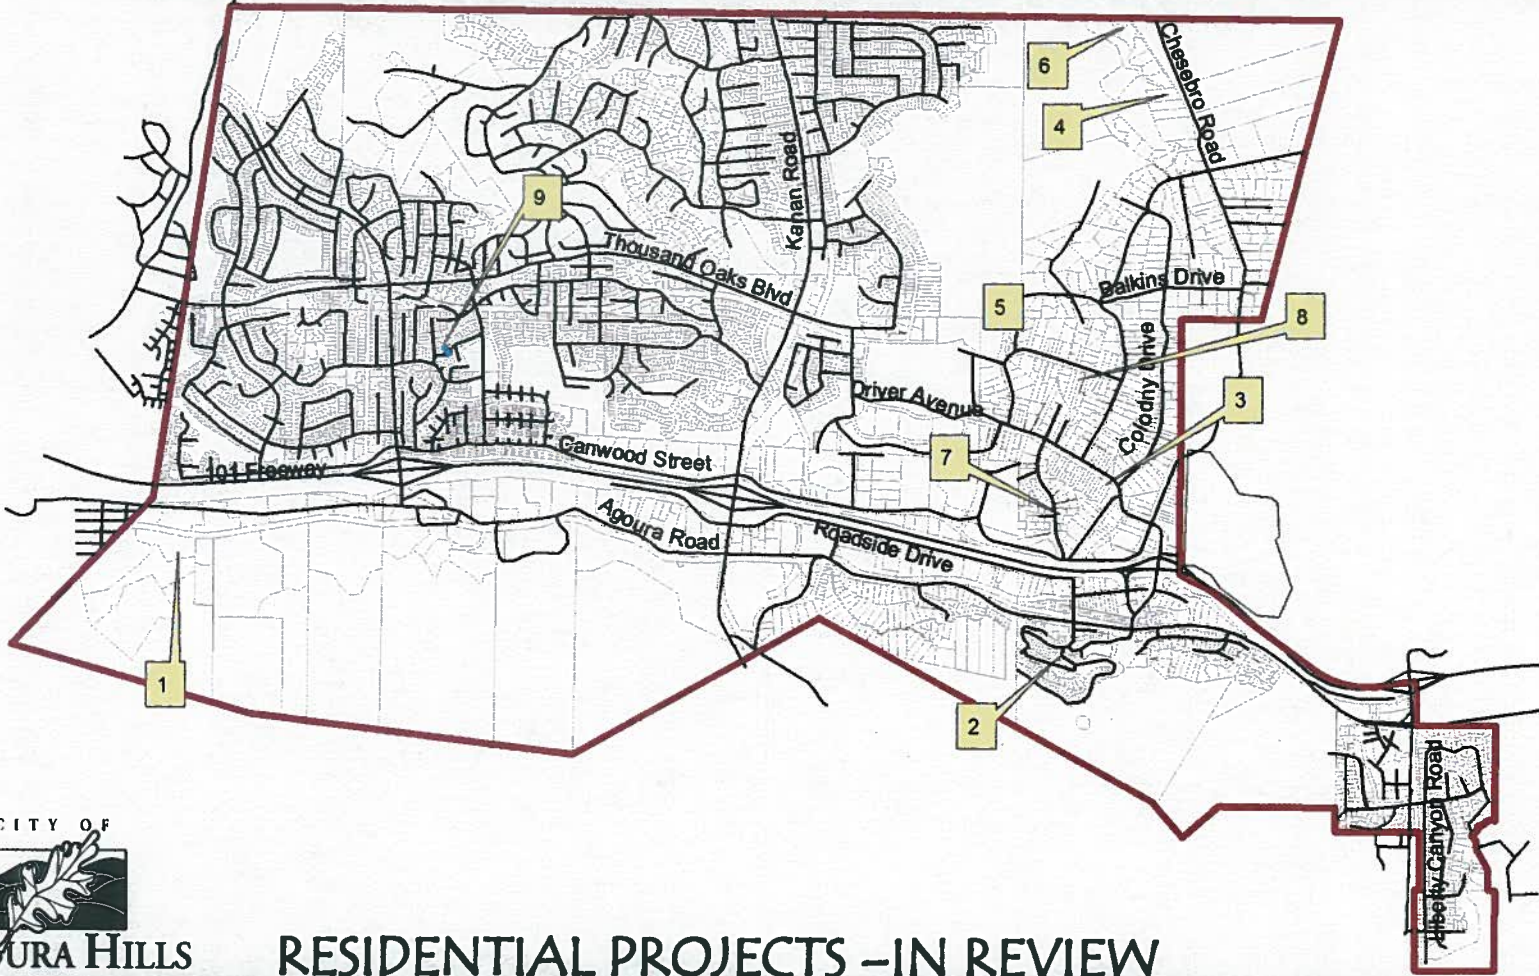 6
Chesebro Road
4
Kanan Road
9
Thousand Oaks Blvd
Balkins Drive
5
8
Colodny Drive
Driver Avenue
3
Canwood Street
7
101 Freeway
Agoura Road
Roadside Drive
1
2
Liberty Canyon Road
CITY OF
URA HILLS
RESIDENTIAL PROJECTS –IN REVIEW